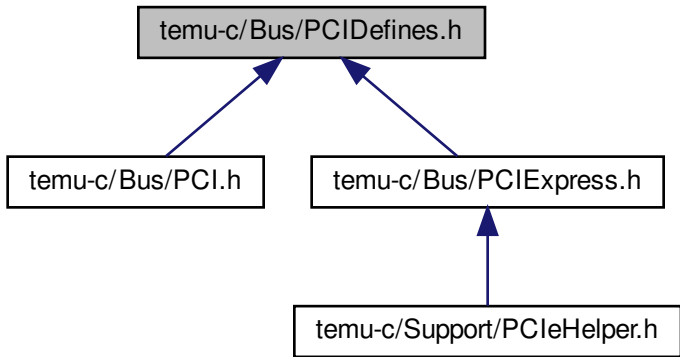 temu-c/Bus/PCIDefines.h
temu-c/Bus/PCI.h
temu-c/Bus/PCIExpress.h
temu-c/Support/PCIeHelper.h